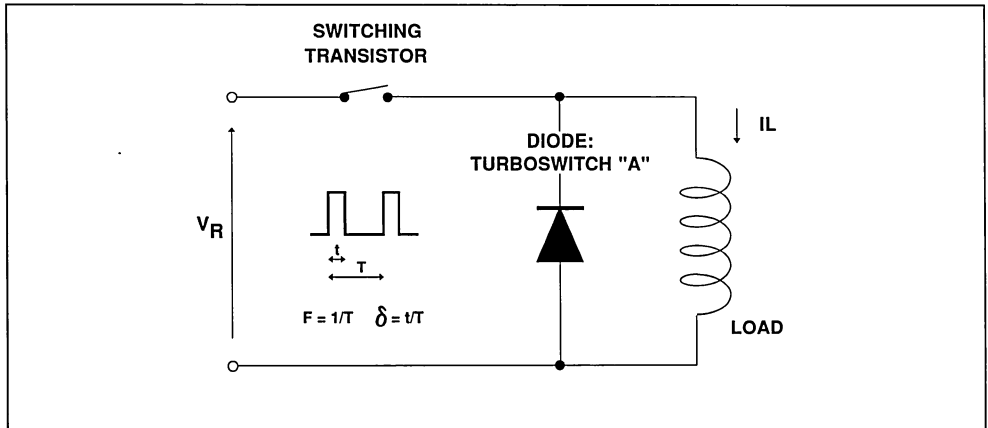 SWITCHING
TRANSISTOR
IL
DIODE:
TURBOSWITCH "A"
VR
t
T
F = 1/T δ = t/T
LOAD